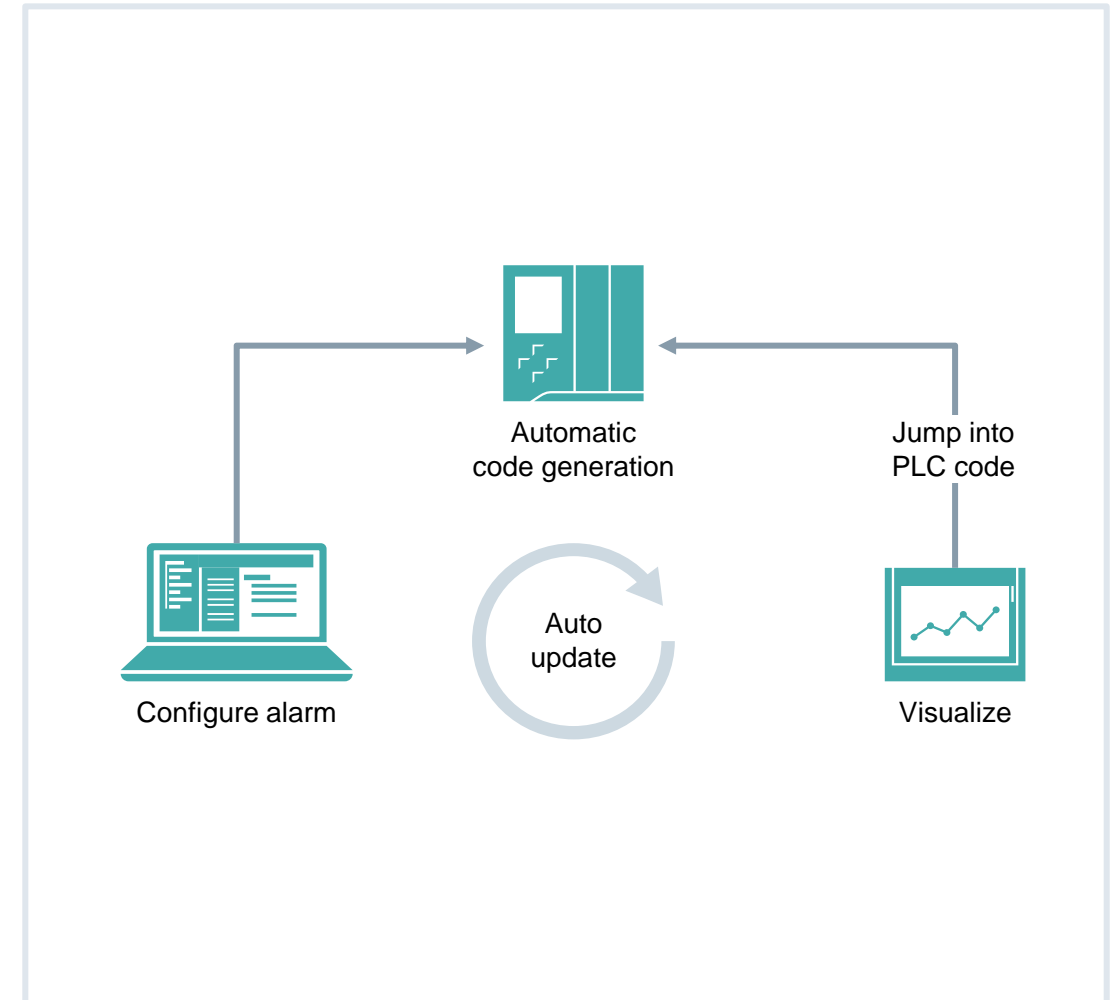 Automatic
code generation
Jump into
PLC code
Auto
update
Configure alarm
Visualize